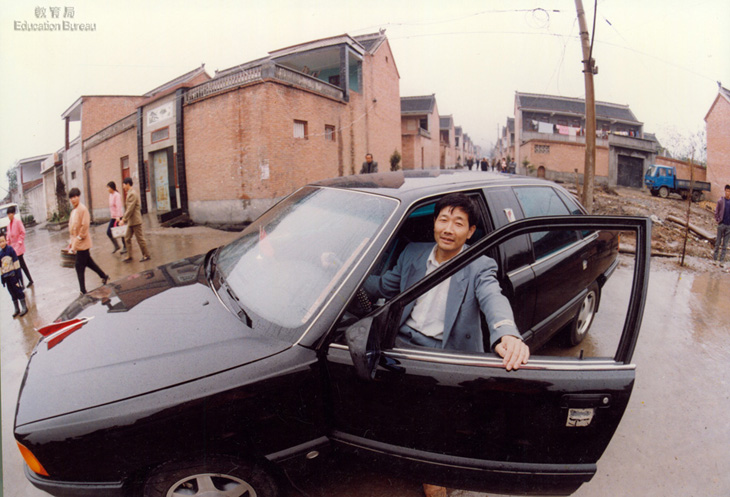 教育局
Education Bureau